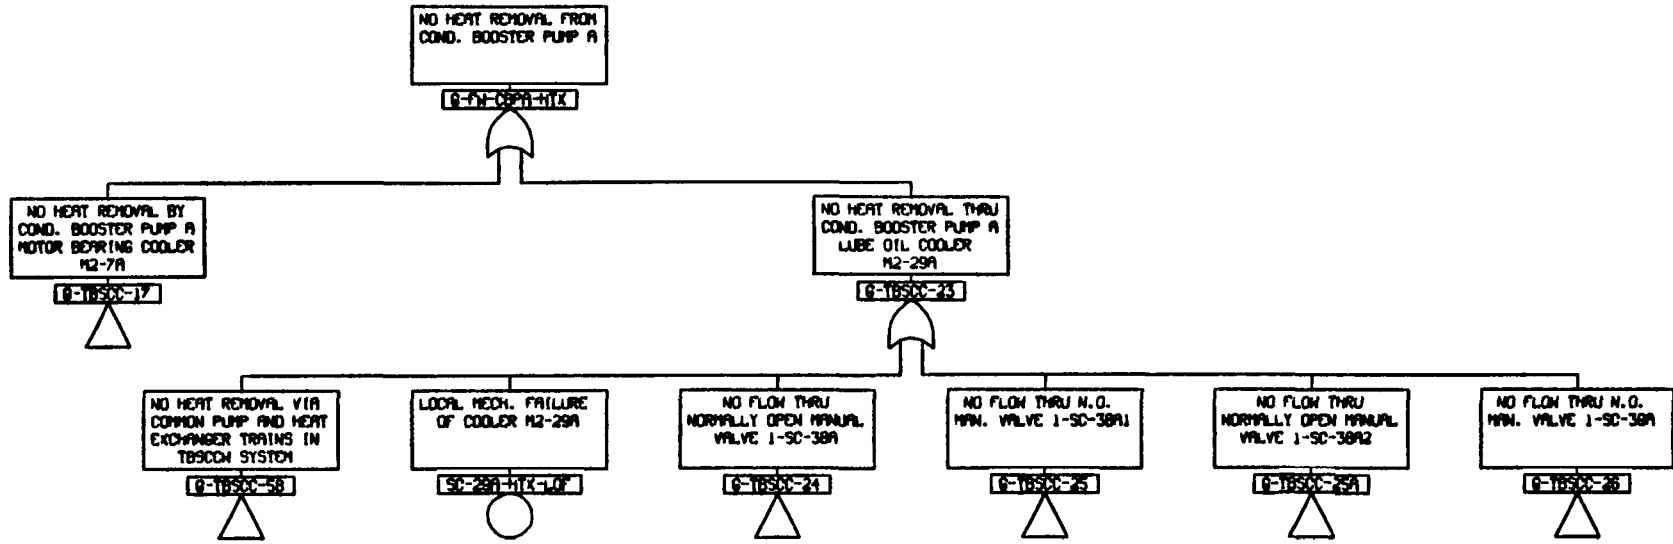 NO HEAT REMOVAL FROM
COND. BOOSTER PUMP A
G-FW-CBPA-HTX
NO HEAT REMOVAL BY
COND. BOOSTER PUMP A
MOTOR BEARING COOLER
M2-7A
G-TBSCC-17
NO HEAT REMOVAL THRU
COND. BOOSTER PUMP A
LUBE OIL COOLER
M2-29A
G-TBSCC-23
NO HEAT REMOVAL VIA
COMMON PUMP AND HEAT
EXCHANGER TRAINS IN
TBSCCW SYSTEM
G-TBSCC-58
LOCAL MECH. FAILURE
OF COOLER M2-29A
SC-29A-HTX-LOF
NO FLOW THRU
NORMALLY OPEN MANUAL
VALVE 1-SC-38A
G-TBSCC-24
NO FLOW THRU N.O.
MAN. VALVE 1-SC-38A1
G-TBSCC-25
NO FLOW THRU
NORMALLY OPEN MANUAL
VALVE 1-SC-38A2
G-TBSCC-25A
NO FLOW THRU N.O.
MAN. VALVE
G-TBSCC-26